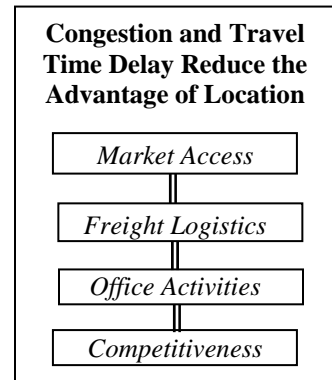 Congestion and Travel
Time Delay Reduce the
Advantage of Location
Market Access
Freight Logistics
Office Activities
Competitiveness